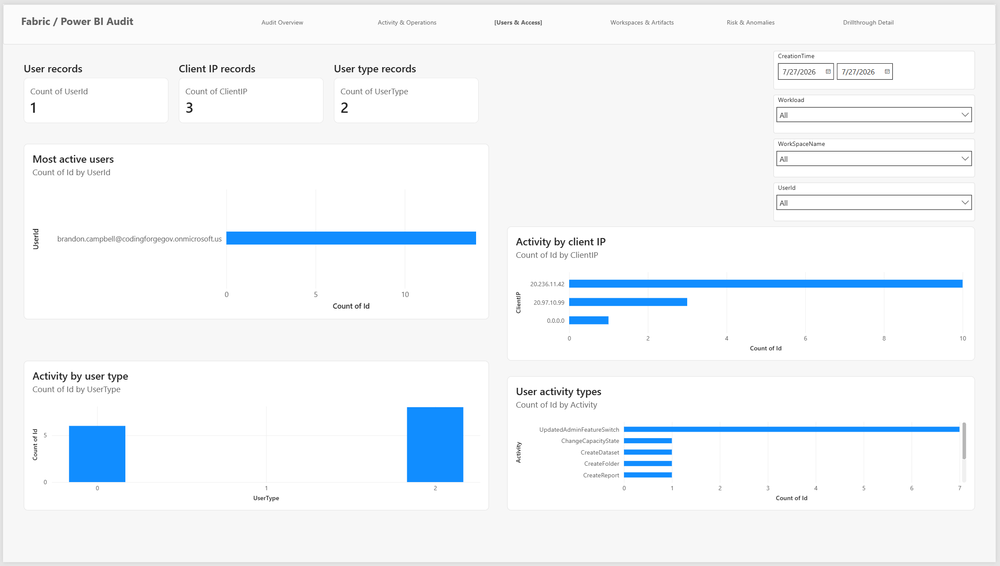 Fabric / Power BI Audit
Audit Overview
Activity & Operations
[Users & Access]
Workspaces & Artifacts
Risk & Anomalies
Drillthrough Detail
User records
Count of UserId
1
Client IP records
Count of ClientIP
3
User type records
Count of UserType
2
CreationTime
7/27/2026
7/27/2026
Workload
All
WorkSpaceName
All
UserId
All
Most active users
Count of Id by UserId
UserId
brandon.campbell@codingforgegov.onmicrosoft.us
0 5 10
Count of Id
Activity by client IP
Count of Id by ClientIP
ClientIP
20.236.11.42
20.97.10.99
0.0.0.0
0 2 4 6 8 10
Count of Id
Activity by user type
Count of Id by UserType
Count of Id
5
0
0 1 2
UserType
User activity types
Count of Id by Activity
Activity
UpdatedAdminFeatureSwitch
ChangeCapacityState
CreateDataset
CreateFolder
CreateReport
0 1 2 3 4 5 6 7
Count of Id